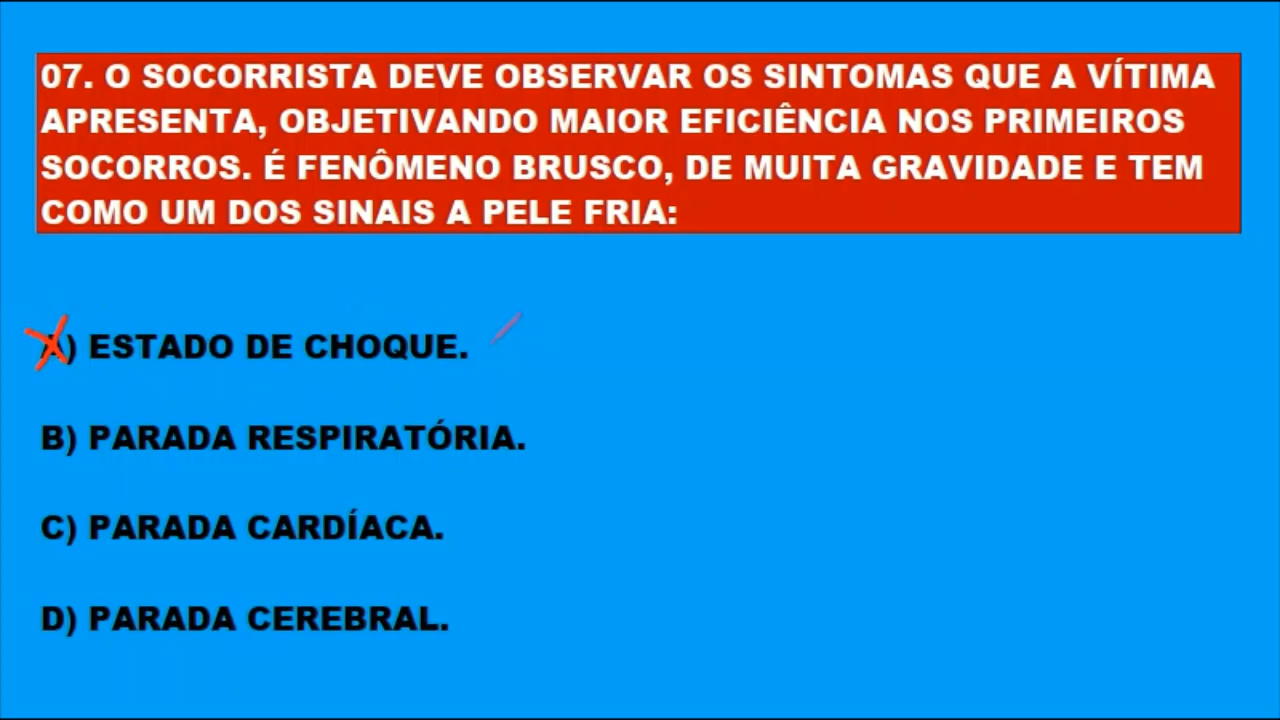 07. O SOCORRISTA DEVE OBSERVAR OS SINTOMAS QUE A VÍTIMA
APRESENTA, OBJETIVANDO MAIOR EFICIÊNCIA NOS PRIMEIROS
SOCORROS. É FENÔMENO BRUSCO, DE MUITA GRAVIDADE E TEM
COMO UM DOS SINAIS A PELE FRIA:
A) ESTADO DE CHOQUE.
B) PARADA RESPIRATÓRIA.
C) PARADA CARDÍACA.
D) PARADA CEREBRAL.